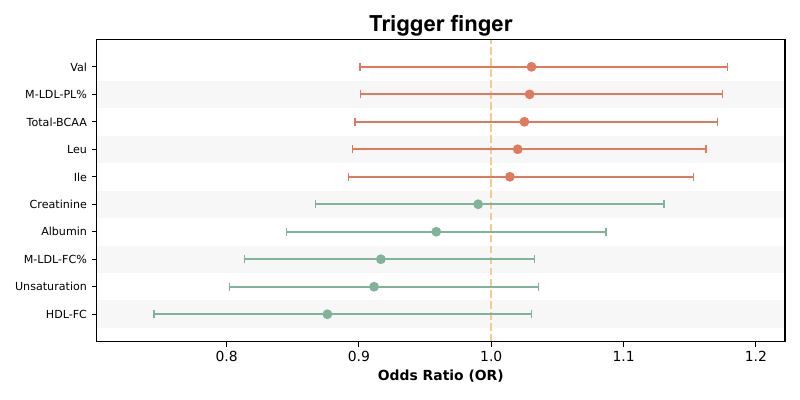 Trigger finger
Val
M-LDL-PL%
Total-BCAA
Leu
Ile
Creatinine
Albumin
M-LDL-FC%
Unsaturation
HDL-FC
0.8 0.9 1.0 1.1 1.2
Odds Ratio (OR)